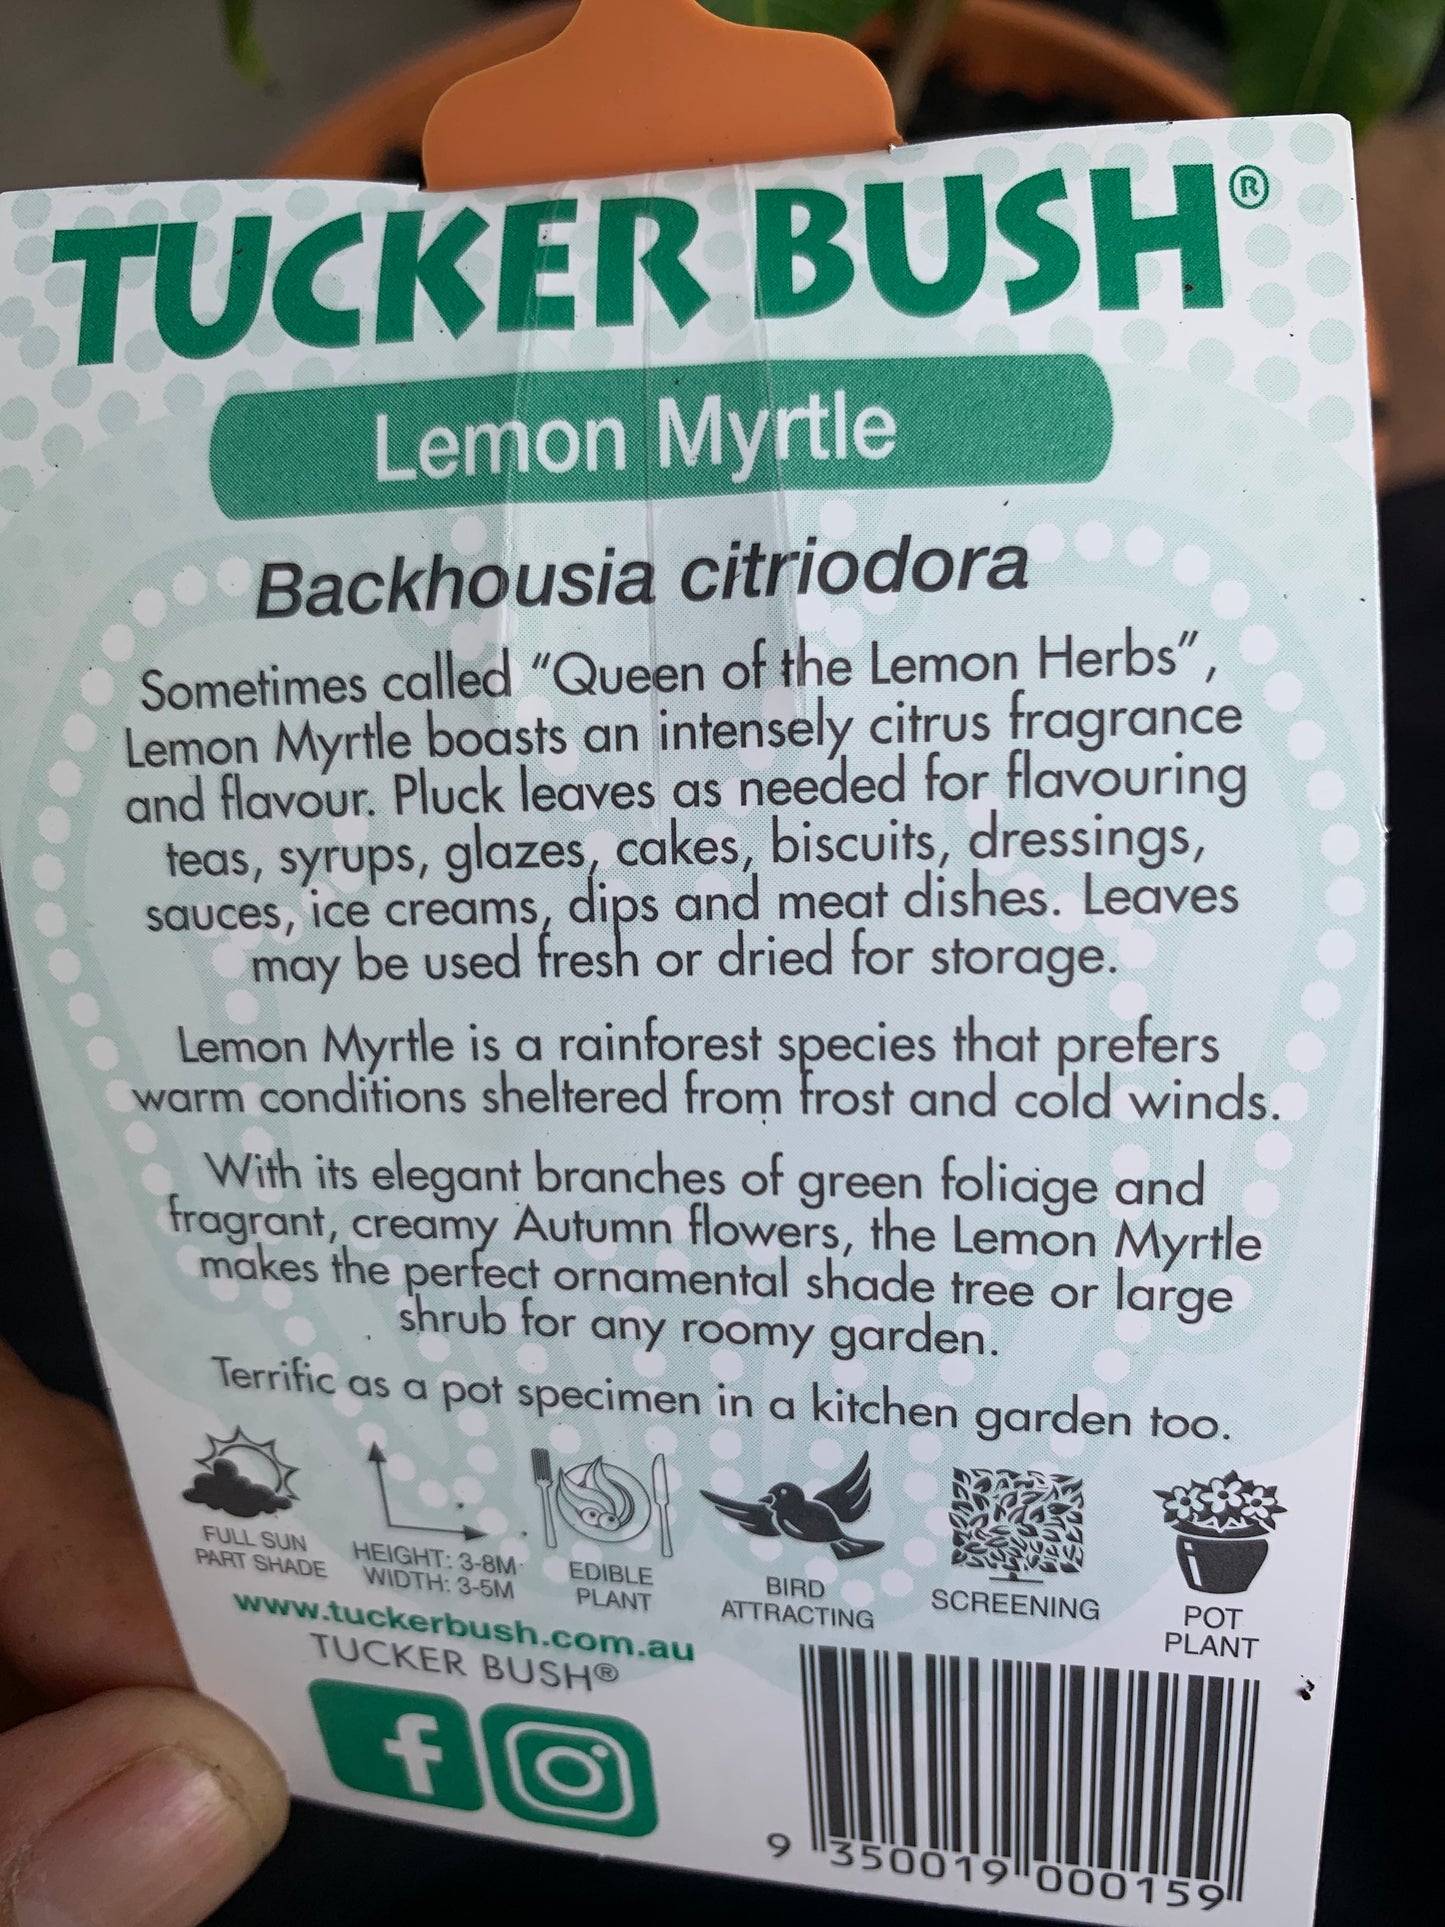 TUCKER BUSH®
Lemon Myrtle
Backhousia citriodora
Sometimes called “Queen of the Lemon Herbs”,
Lemon Myrtle boasts an intensely citrus fragrance
and flavour. Pluck leaves as needed for flavouring
teas, syrups, glazes, cakes, biscuits, dressings,
sauces, ice creams, dips and meat dishes. Leaves
may be used fresh or dried for storage.
Lemon Myrtle is a rainforest species that prefers
warm conditions sheltered from frost and cold winds.
With its elegant branches of green foliage and
fragrant, creamy Autumn flowers, the Lemon Myrtle
makes the perfect ornamental shade tree or large
shrub for any roomy garden.
Terrific as a pot specimen in a kitchen garden too.
FULL SUN
PART SHADE
HEIGHT: 3-8M
WIDTH: 3-5M
EDIBLE
PLANT
BIRD
ATTRACTING
SCREENING
POT
PLANT
www.tuckerbush.com.au
TUCKER BUSH®
9 350019 000159